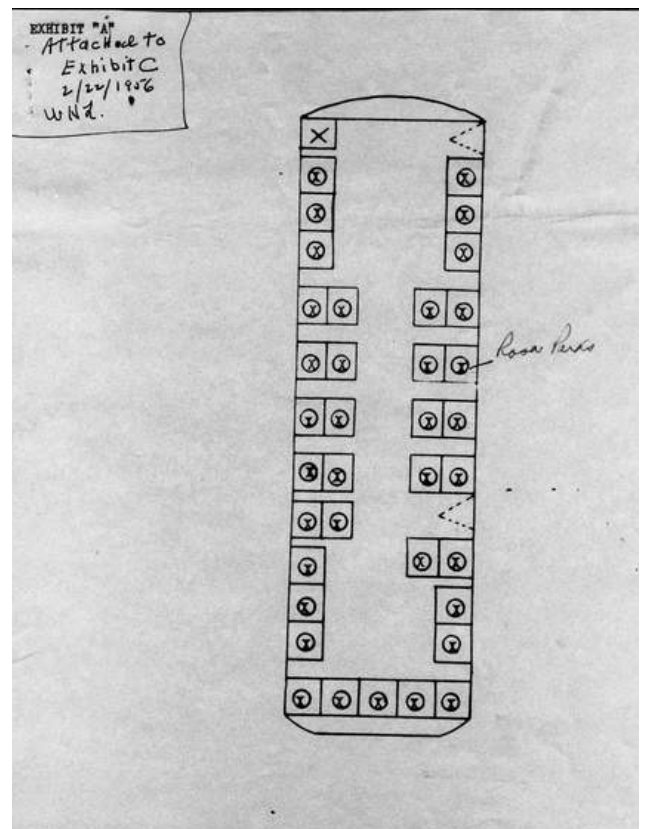 EXHIBIT "A"
Attached to
Exhibit C
2/22/1956
WNL.
X
Rosa Parks